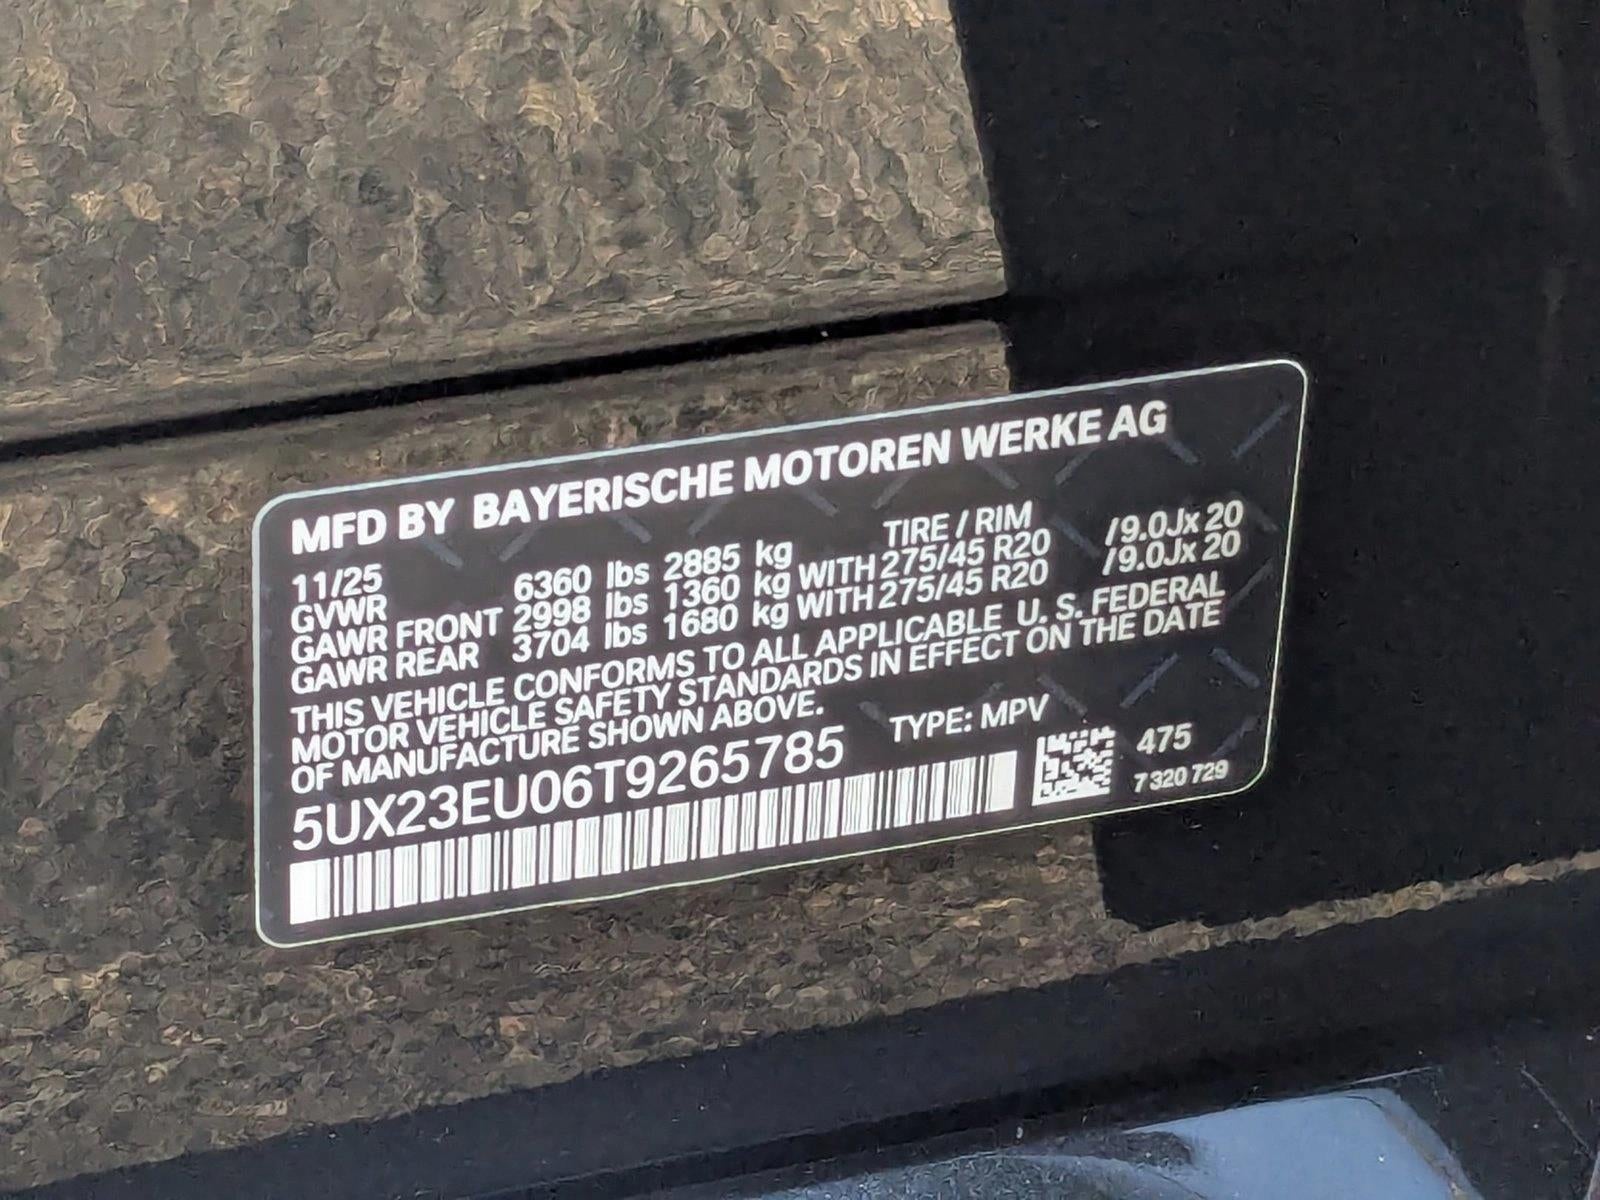 MFD BY BAYERISCHE MOTOREN WERKE AG
11/25 TIRE / RIM
GVWR 6360 lbs 2885 kg
GAWR FRONT 2998 lbs 1360 kg WITH 275/45 R20 /9.0Jx 20
GAWR REAR 3704 lbs 1680 kg WITH 275/45 R20 /9.0Jx 20
THIS VEHICLE CONFORMS TO ALL APPLICABLE U. S. FEDERAL
MOTOR VEHICLE SAFETY STANDARDS IN EFFECT ON THE DATE
OF MANUFACTURE SHOWN ABOVE.
5UX23EU06T9265785 TYPE: MPV
475
7 320 729